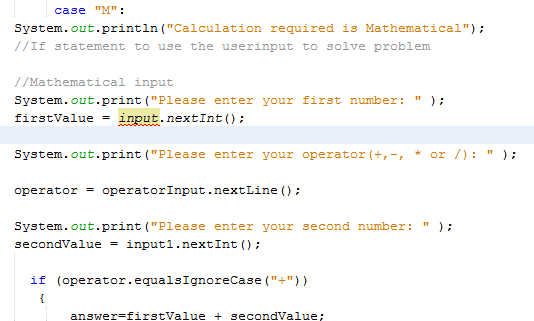 case "M":
System.out.println("Calculation required is Mathematical");
//If statement to use the userinput to solve problem
//Mathematical input
System.out.print("Please enter your first number: " );
firstValue = input.nextInt();
System.out.print("Please enter your operator(+,-, * or /): " );
operator = operatorInput.nextLine();
System.out.print("Please enter your second number: " );
secondValue = input1.nextInt();
if (operator.equalsIgnoreCase("+"))
{
answer=firstValue + secondValue;